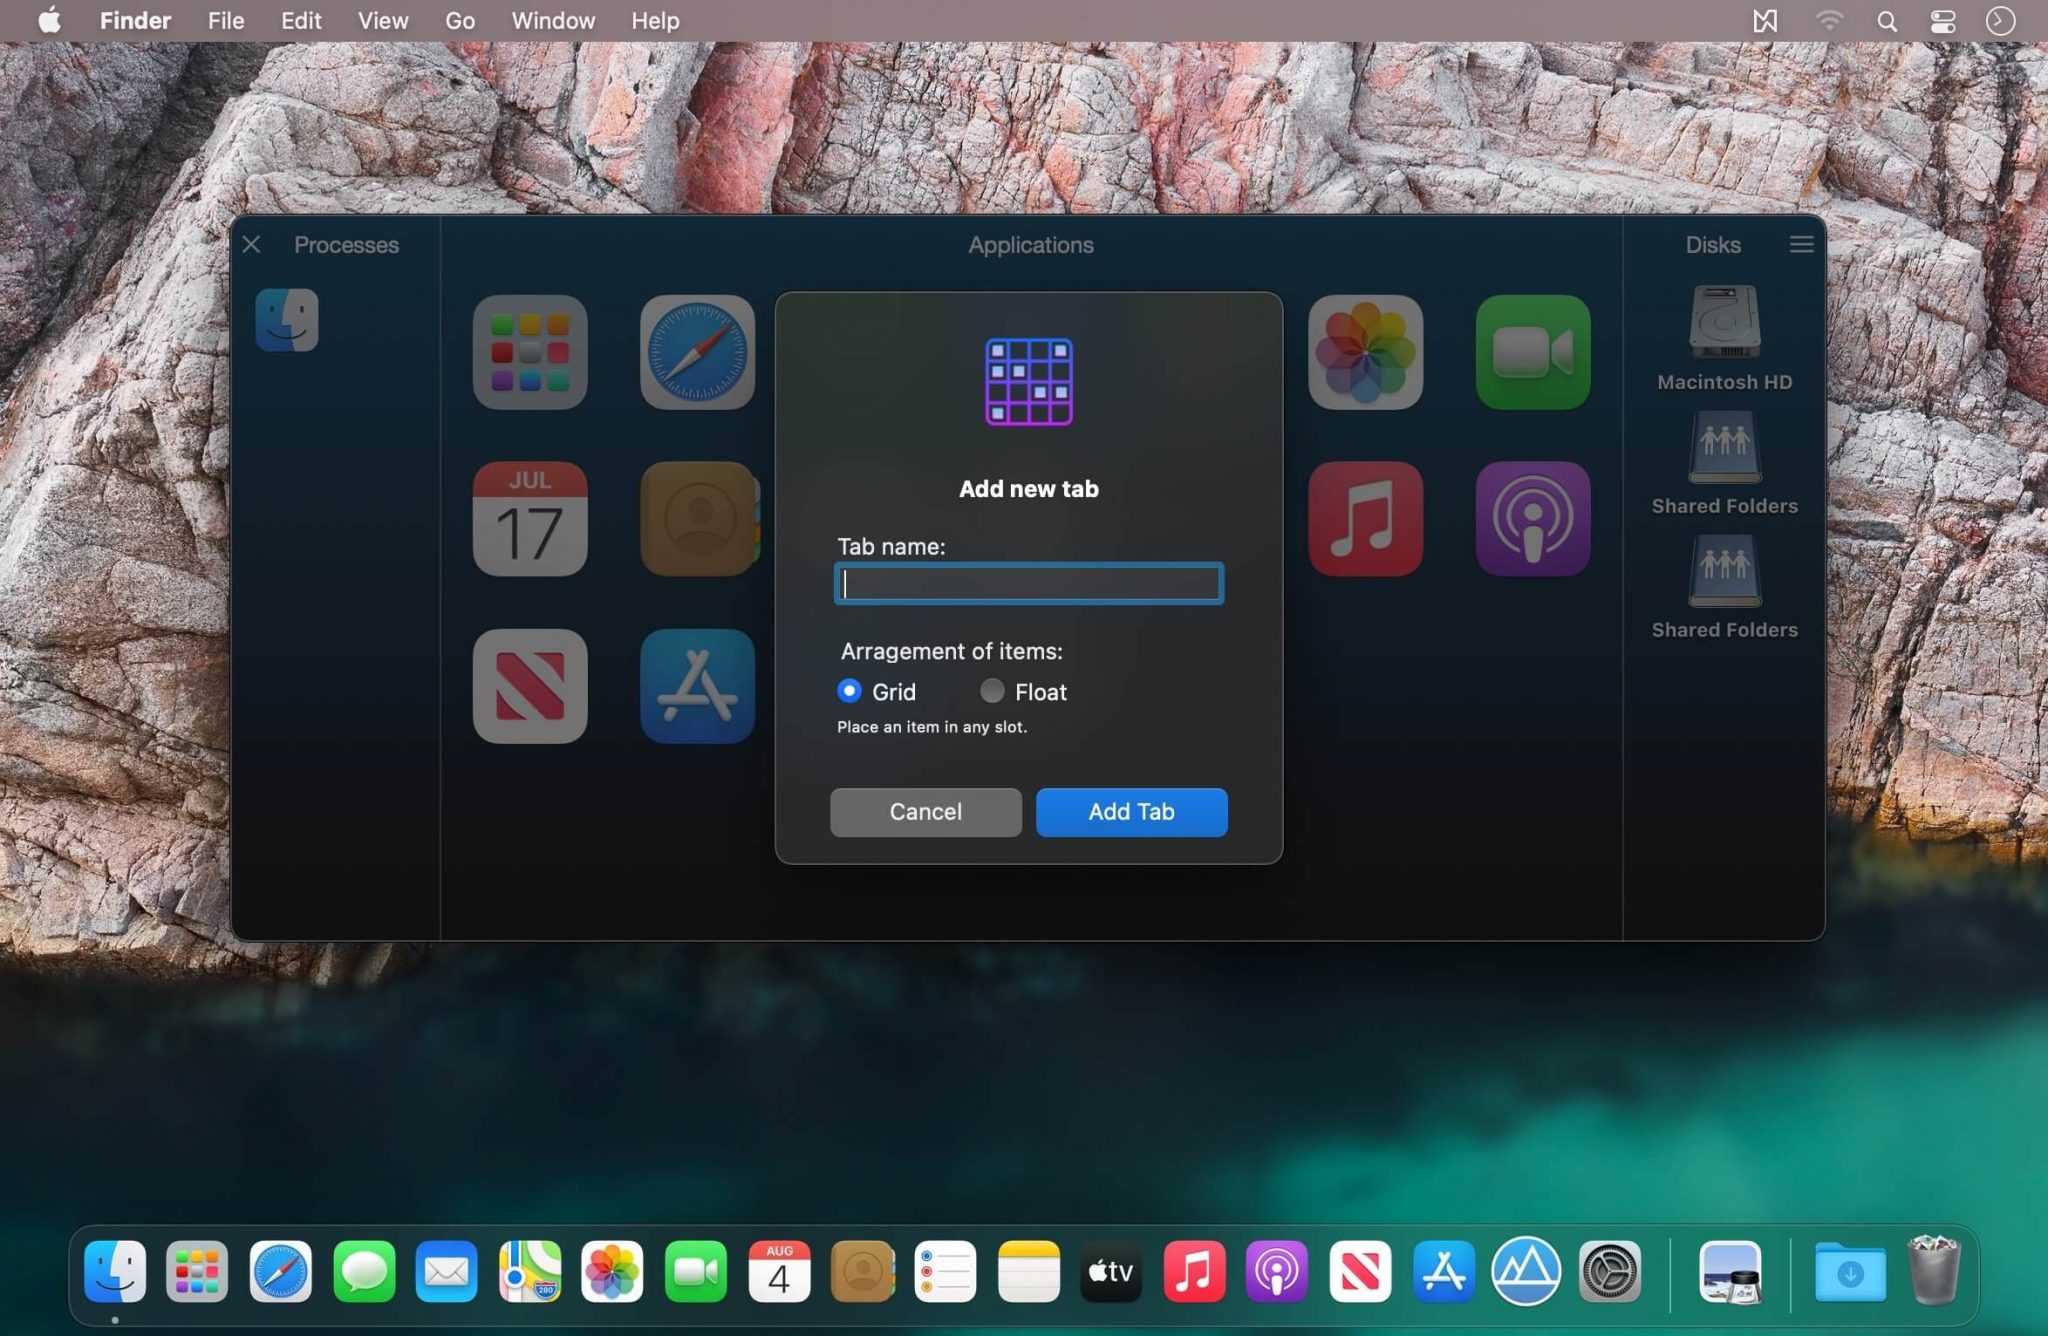 Finder File Edit View Go Window Help
Processes
Applications
Disks
Macintosh HD
JUL
17
Shared Folders
Shared Folders
Add new tab
Tab name:
Arragement of items:
Grid Float
Place an item in any slot.
Cancel Add Tab
280
AUG
4
tv